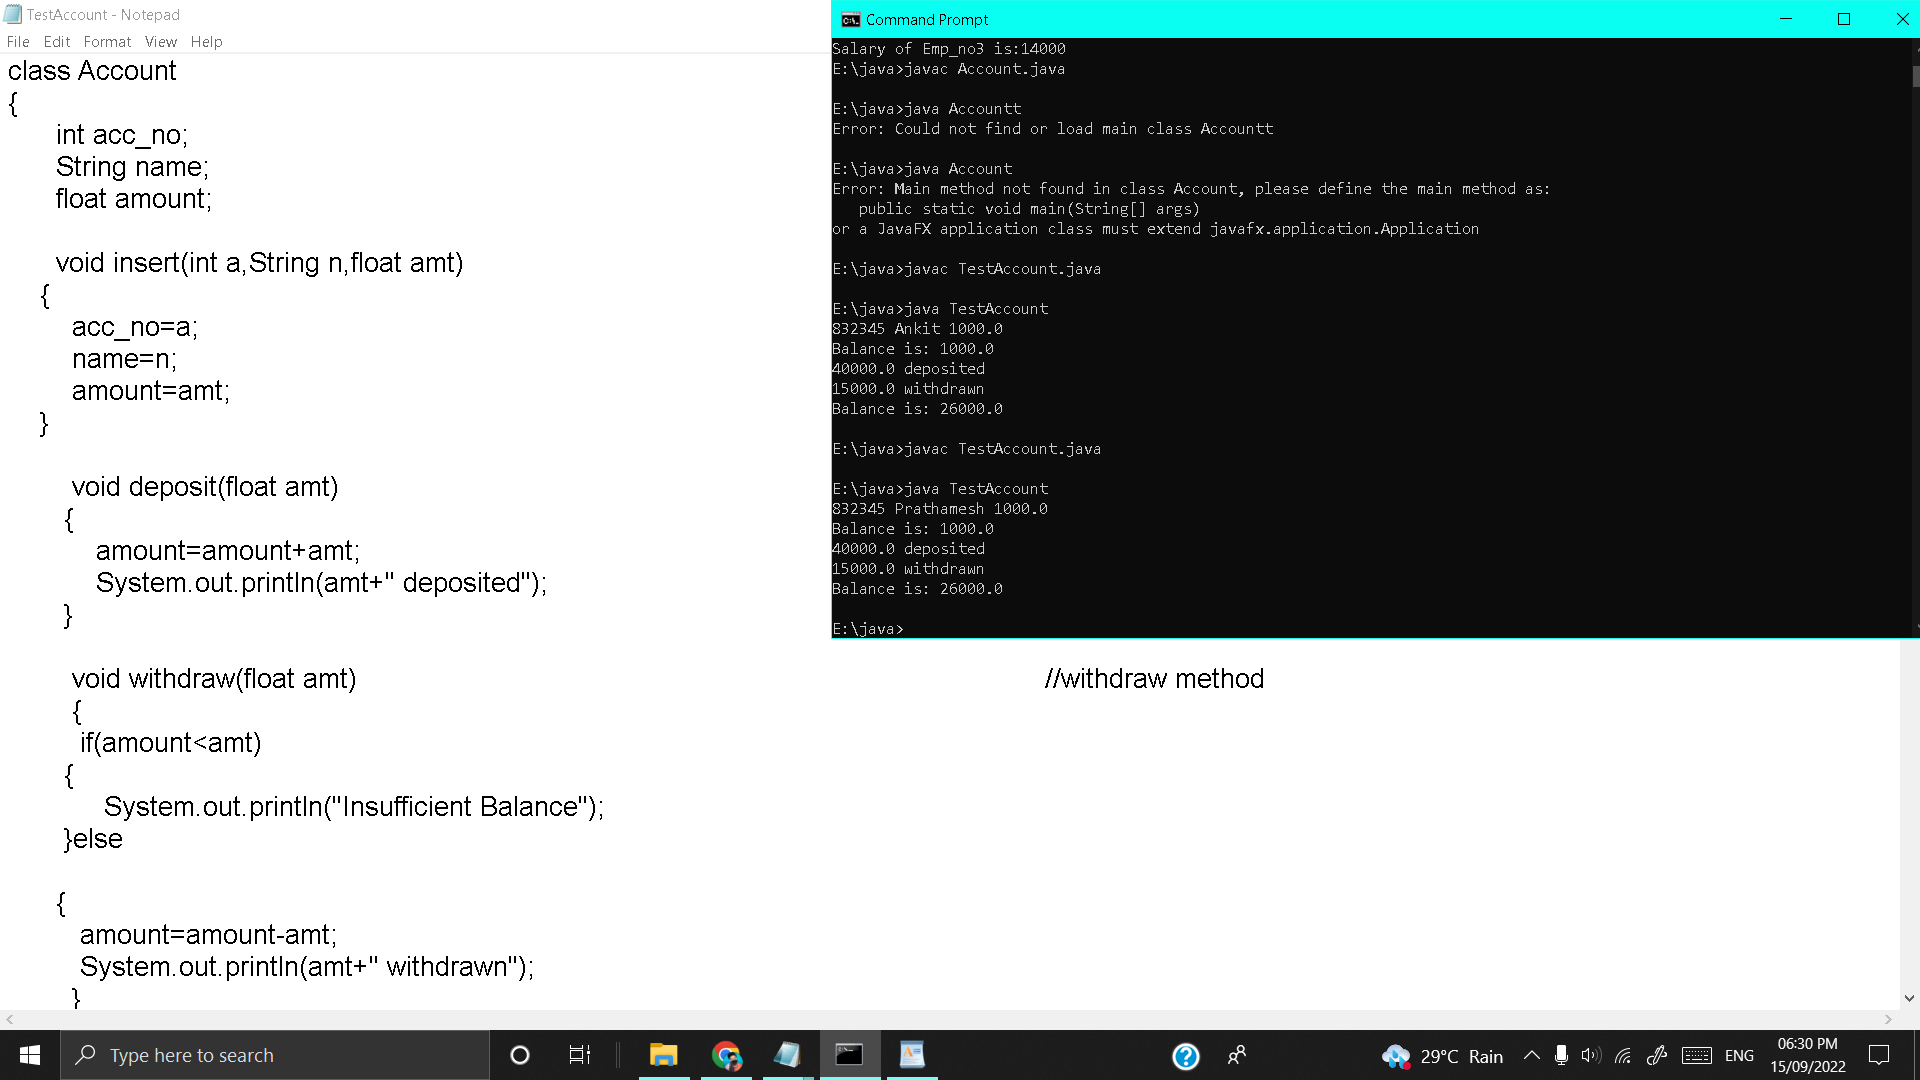 TestAccount - Notepad
File Edit Format View Help
class Account
{
int acc_no;
String name;
float amount;
void insert(int a,String n,float amt)
{
acc_no=a;
name=n;
amount=amt;
}
void deposit(float amt)
{
amount=amount+amt;
System.out.println(amt+" deposited");
}
void withdraw(float amt) //withdraw method
{
if(amount<amt)
{
System.out.println("Insufficient Balance");
}else
{
amount=amount-amt;
System.out.println(amt+" withdrawn");
}
Command Prompt
Salary of Emp_no3 is:14000
E:\java>javac Account.java
E:\java>java Accountt
Error: Could not find or load main class Accountt
E:\java>java Account
Error: Main method not found in class Account, please define the main method as:
public static void main(String[] args)
or a JavaFX application class must extend javafx.application.Application
E:\java>javac TestAccount.java
E:\java>java TestAccount
832345 Ankit 1000.0
Balance is: 1000.0
40000.0 deposited
15000.0 withdrawn
Balance is: 26000.0
E:\java>javac TestAccount.java
E:\java>java TestAccount
832345 Prathamesh 1000.0
Balance is: 1000.0
40000.0 deposited
15000.0 withdrawn
Balance is: 26000.0
E:\java>
Type here to search
29°C Rain
ENG
06:30 PM
15/09/2022